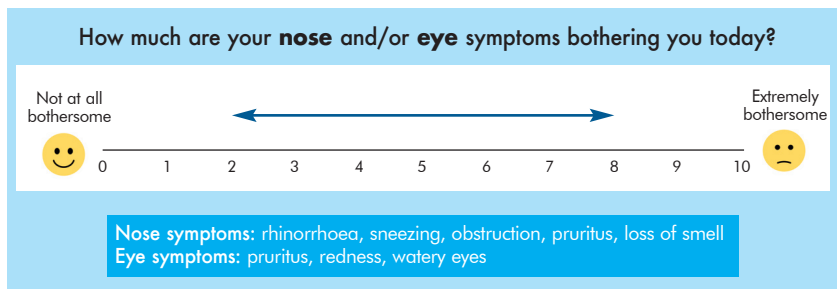 How much are your nose and/or eye symptoms bothering you today?
Not at all
bothersome
Extremely
bothersome
0 1 2 3 4 5 6 7 8 9 10
Nose symptoms: rhinorrhoea, sneezing, obstruction, pruritus, loss of smell
Eye symptoms: pruritus, redness, watery eyes